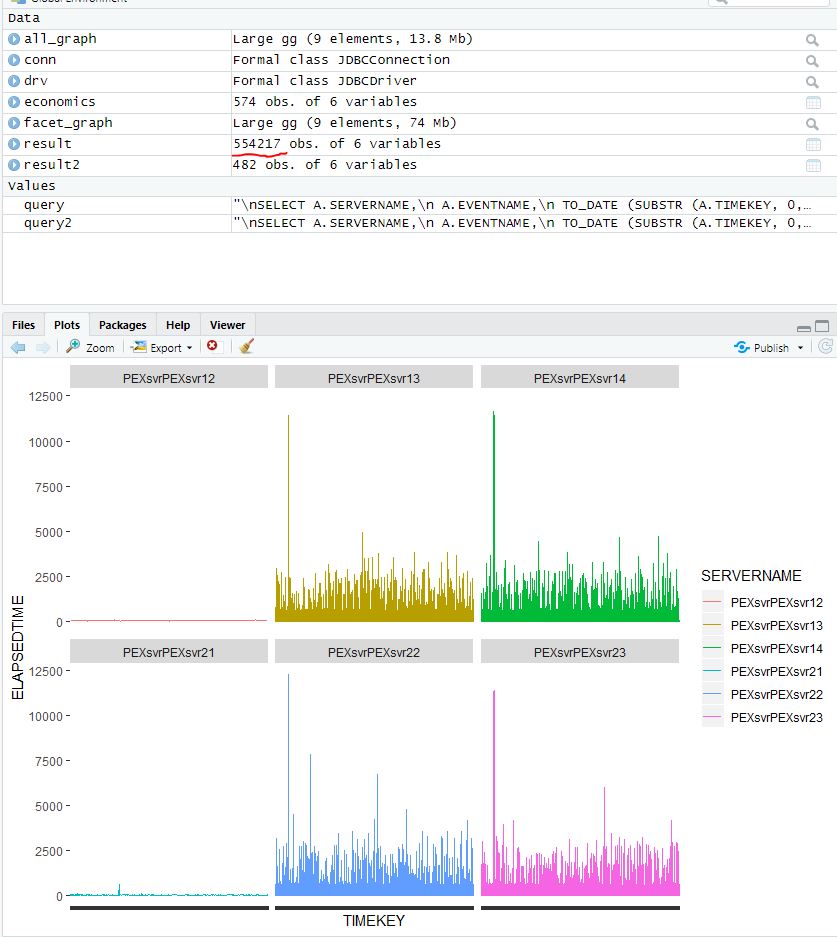 Global Environment
Data
all_graph Large gg (9 elements, 13.8 Mb)
conn Formal class JDBCConnection
drv Formal class JDBCDriver
economics 574 obs. of 6 variables
facet_graph Large gg (9 elements, 74 Mb)
result 554217 obs. of 6 variables
result2 482 obs. of 6 variables
Values
query "\nSELECT A.SERVERNAME,\n A.EVENTNAME,\n TO_DATE (SUBSTR (A.TIMEKEY, 0,…
query2 "\nSELECT A.SERVERNAME,\n A.EVENTNAME,\n TO_DATE (SUBSTR (A.TIMEKEY, 0,…
Files Plots Packages Help Viewer
Zoom Export Publish
PEXsvrPEXsvr12 PEXsvrPEXsvr13 PEXsvrPEXsvr14
12500
10000
7500
5000
2500
0
PEXsvrPEXsvr21 PEXsvrPEXsvr22 PEXsvrPEXsvr23
12500
10000
7500
5000
2500
0
ELAPSEDTIME
TIMEKEY
SERVERNAME
PEXsvrPEXsvr12
PEXsvrPEXsvr13
PEXsvrPEXsvr14
PEXsvrPEXsvr21
PEXsvrPEXsvr22
PEXsvrPEXsvr23